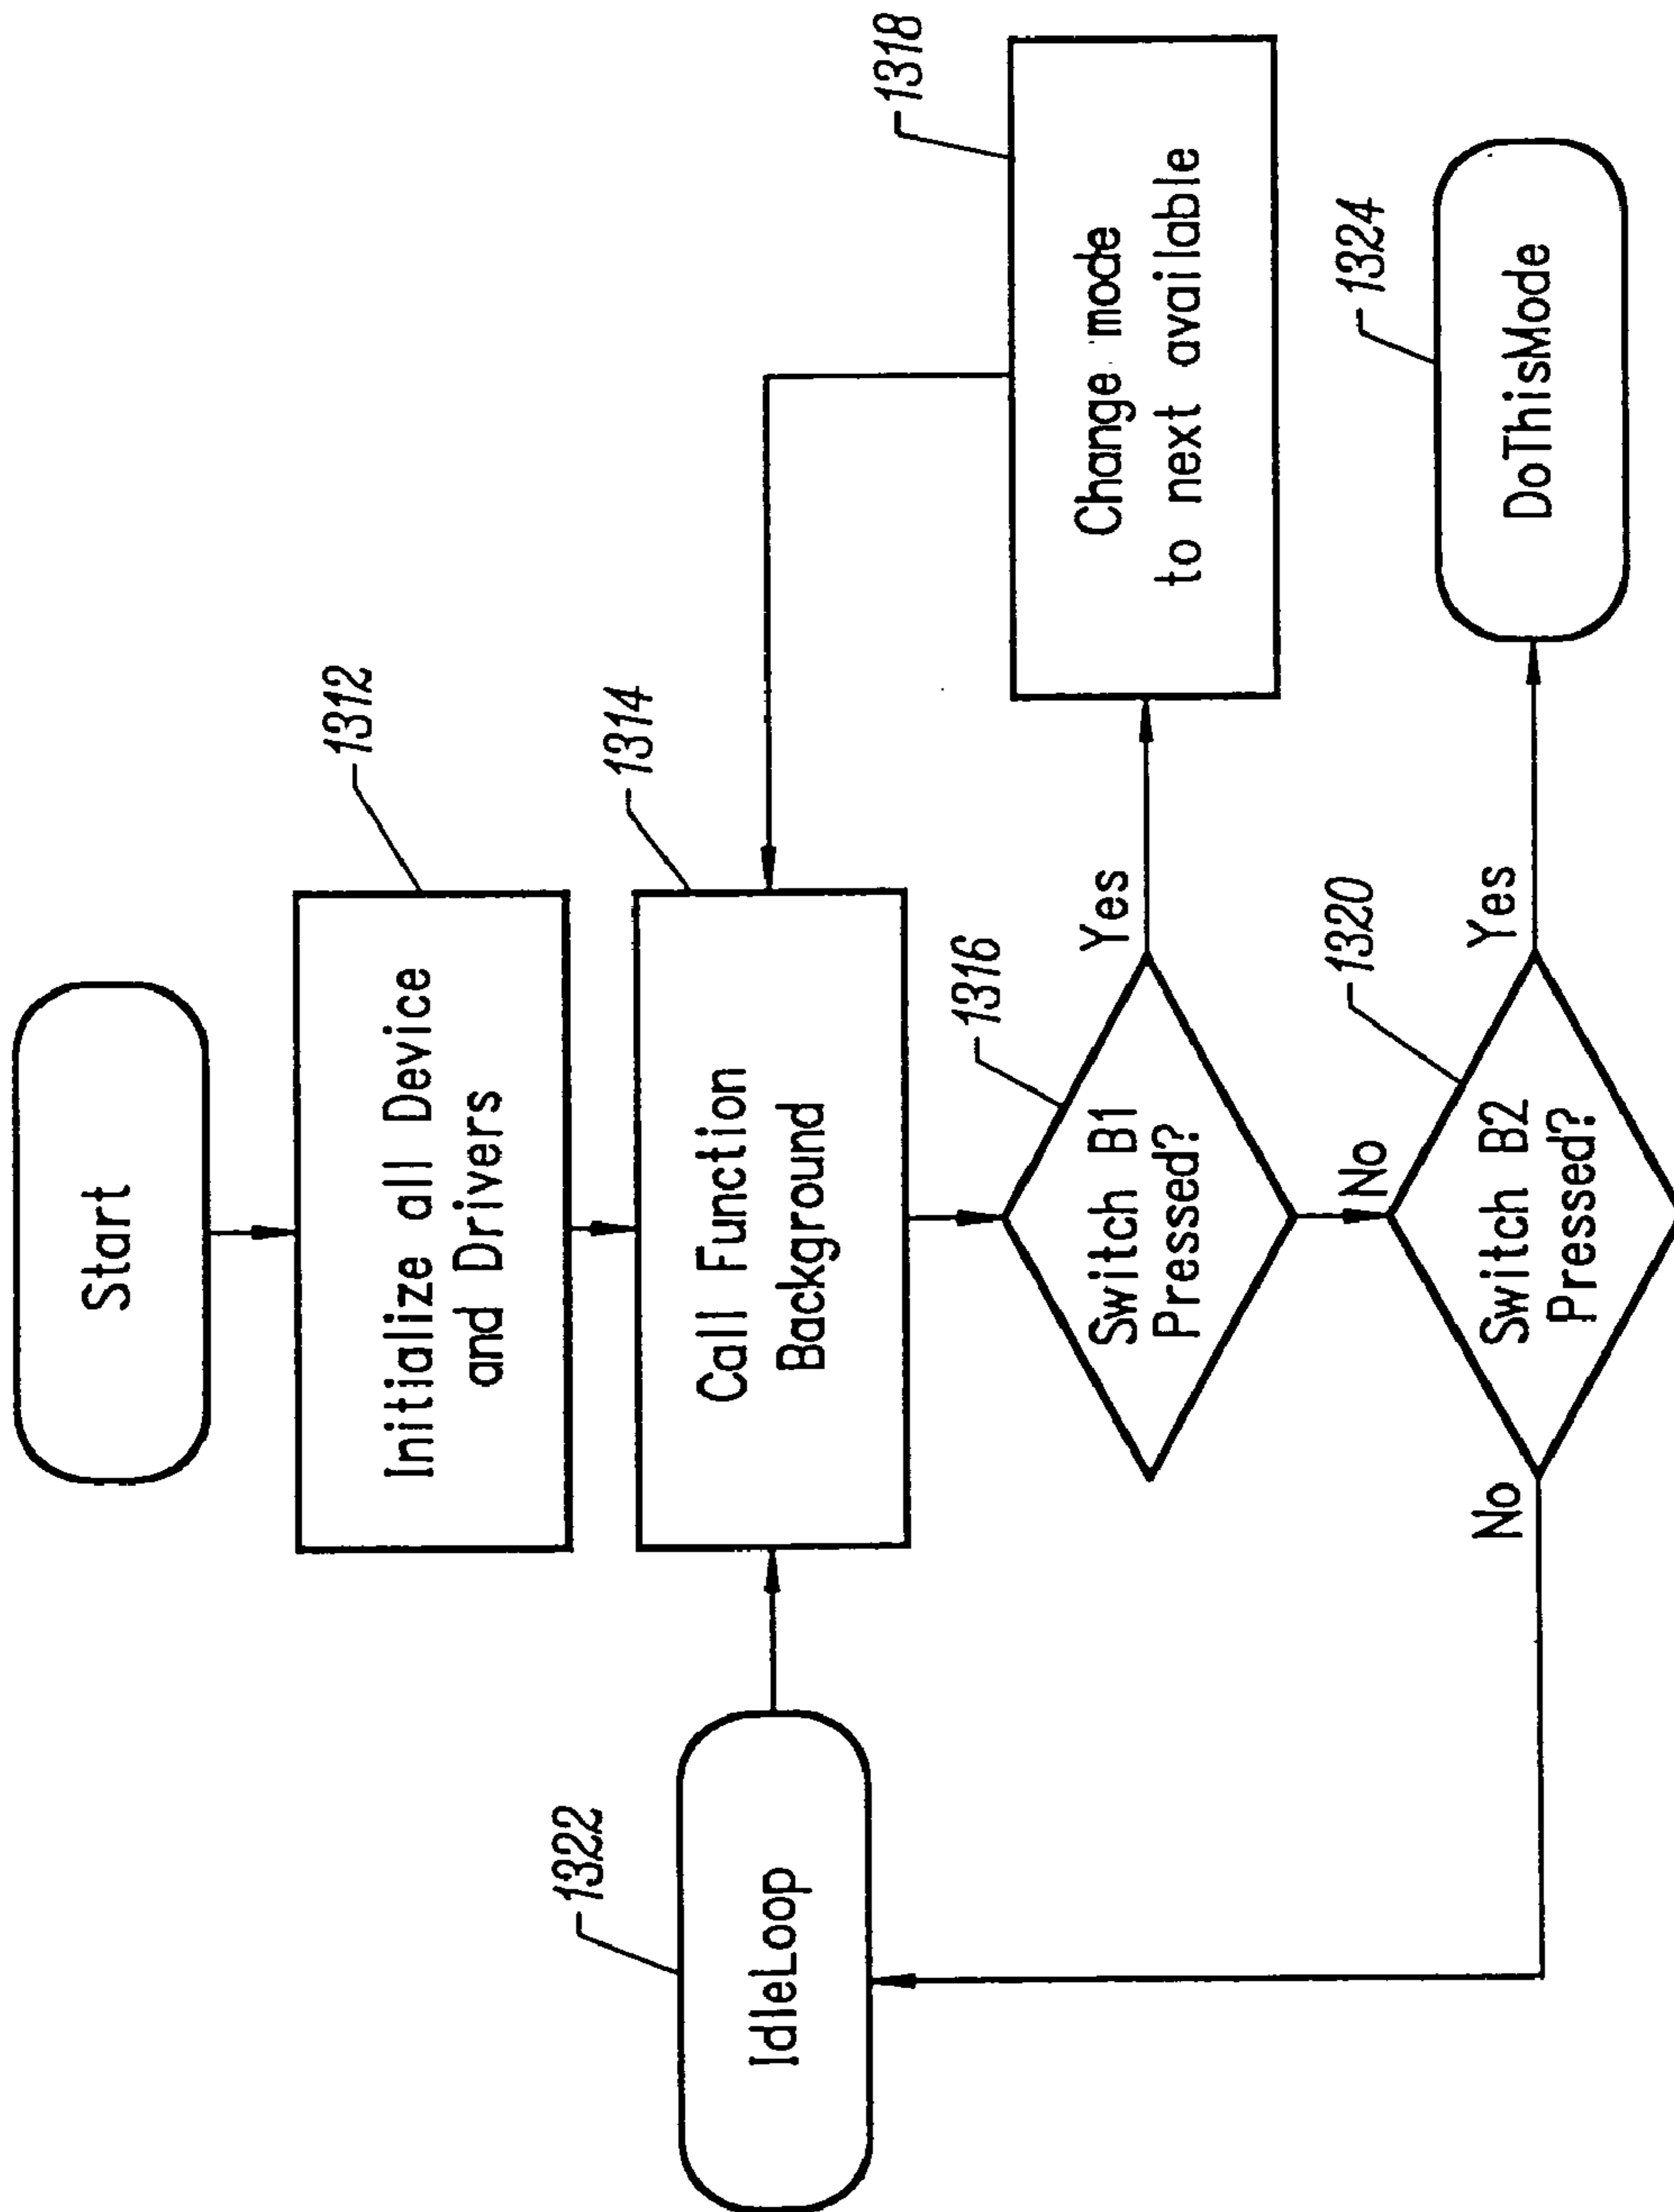 Start
1312
Initialize all Device
and Drivers
1314
Call Function
Background
1322
IdleLoop
1316
Switch B1
Pressed?
Yes
1318
Change mode
to next available
No
1320
Switch B2
Pressed?
Yes
1324
DoThisMode
No